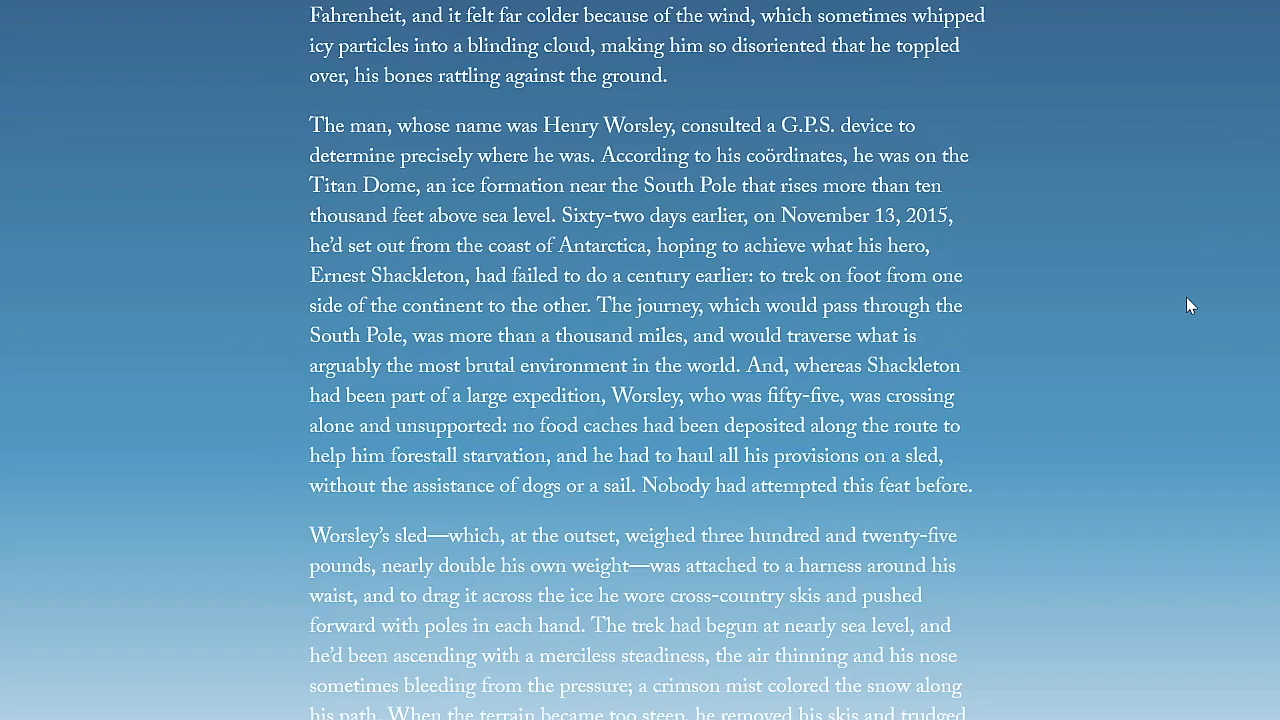 Fahrenheit, and it felt far colder because of the wind, which sometimes whipped
icy particles into a blinding cloud, making him so disoriented that he toppled
over, his bones rattling against the ground.
The man, whose name was Henry Worsley, consulted a G.P.S. device to
determine precisely where he was. According to his coördinates, he was on the
Titan Dome, an ice formation near the South Pole that rises more than ten
thousand feet above sea level. Sixty-two days earlier, on November 13, 2015,
he’d set out from the coast of Antarctica, hoping to achieve what his hero,
Ernest Shackleton, had failed to do a century earlier: to trek on foot from one
side of the continent to the other. The journey, which would pass through the
South Pole, was more than a thousand miles, and would traverse what is
arguably the most brutal environment in the world. And, whereas Shackleton
had been part of a large expedition, Worsley, who was fifty-five, was crossing
alone and unsupported: no food caches had been deposited along the route to
help him forestall starvation, and he had to haul all his provisions on a sled,
without the assistance of dogs or a sail. Nobody had attempted this feat before.
Worsley’s sled—which, at the outset, weighed three hundred and twenty-five
pounds, nearly double his own weight—was attached to a harness around his
waist, and to drag it across the ice he wore cross-country skis and pushed
forward with poles in each hand. The trek had begun at nearly sea level, and
he’d been ascending with a merciless steadiness, the air thinning and his nose
sometimes bleeding from the pressure; a crimson mist colored the snow along
his path. When the terrain became too steep, he removed his skis and trudged